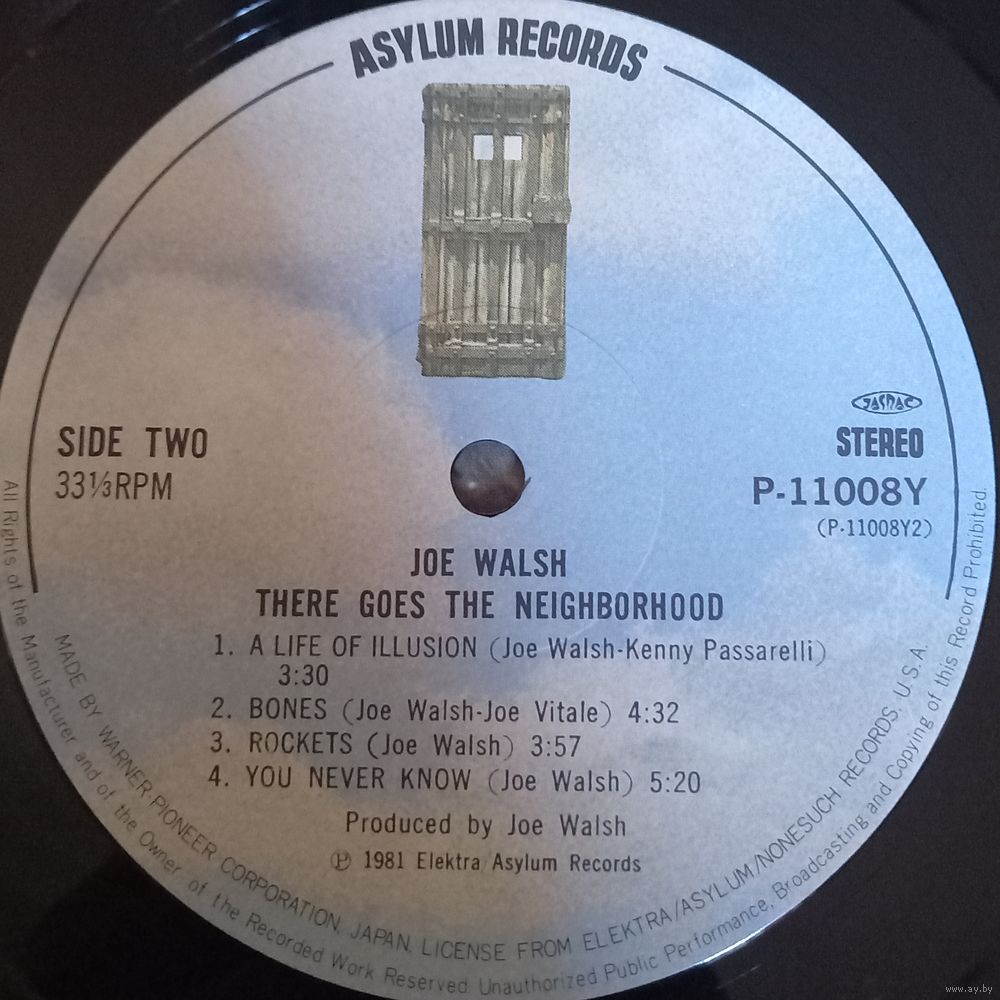 ASYLUM RECORDS
JASRAC
SIDE TWO
STEREO
33⅓RPM
P-11008Y
(P-11008Y2)
JOE WALSH
THERE GOES THE NEIGHBORHOOD
1. A LIFE OF ILLUSION (Joe Walsh-Kenny Passarelli)
3:30
2. BONES (Joe Walsh-Joe Vitale) 4:32
3. ROCKETS (Joe Walsh) 3:57
4. YOU NEVER KNOW (Joe Walsh) 5:20
Produced by Joe Walsh
Ⓟ 1981 Elektra/Asylum Records
MADE BY WARNER-PIONEER CORPORATION, JAPAN. LICENSE FROM ELEKTRA/ASYLUM/NONESUCH RECORDS. U.S.A.
All Rights of the Manufacturer and of the Owner of the Recorded Work Reserved. Unauthorized Public Performance, Broadcasting and Copying of this Record Prohibited.
www.ay.by